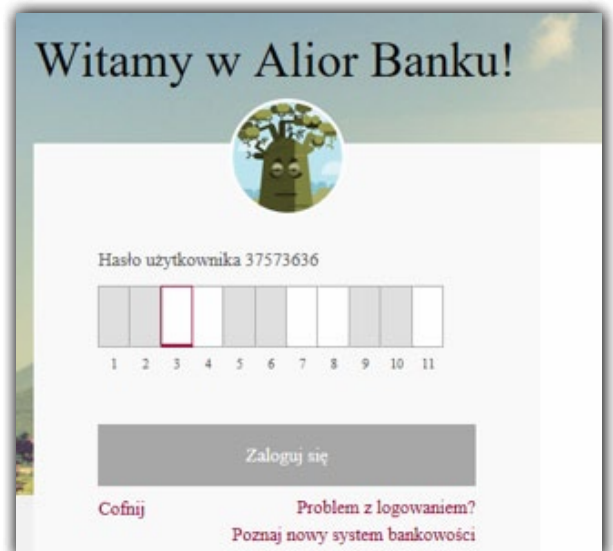 Witamy w Alior Banku!
Hasło użytkownika 37573636
1 2 3 4 5 6 7 8 9 10 11
Zaloguj się
Cofnij Problem z logowaniem?
Poznaj nowy system bankowości